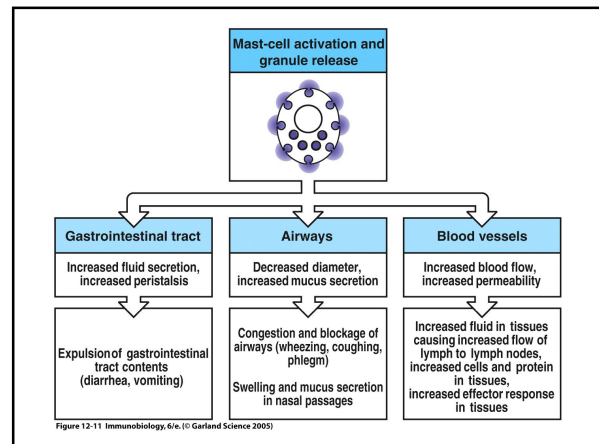 Mast-cell activation and
granule release
Gastrointestinal tract
Increased fluid secretion,
increased peristalsis
Expulsion of gastrointestinal
tract contents
(diarrhea, vomiting)
Airways
Decreased diameter,
increased mucus secretion
Congestion and blockage of
airways (wheezing, coughing,
phlegm)
Swelling and mucus secretion
in nasal passages
Blood vessels
Increased blood flow,
increased permeability
Increased fluid in tissues
causing increased flow of
lymph to lymph nodes,
increased cells and protein
in tissues,
increased effector response
in tissues
Figure 12-11 Immunobiology, 6/e. (© Garland Science 2005)